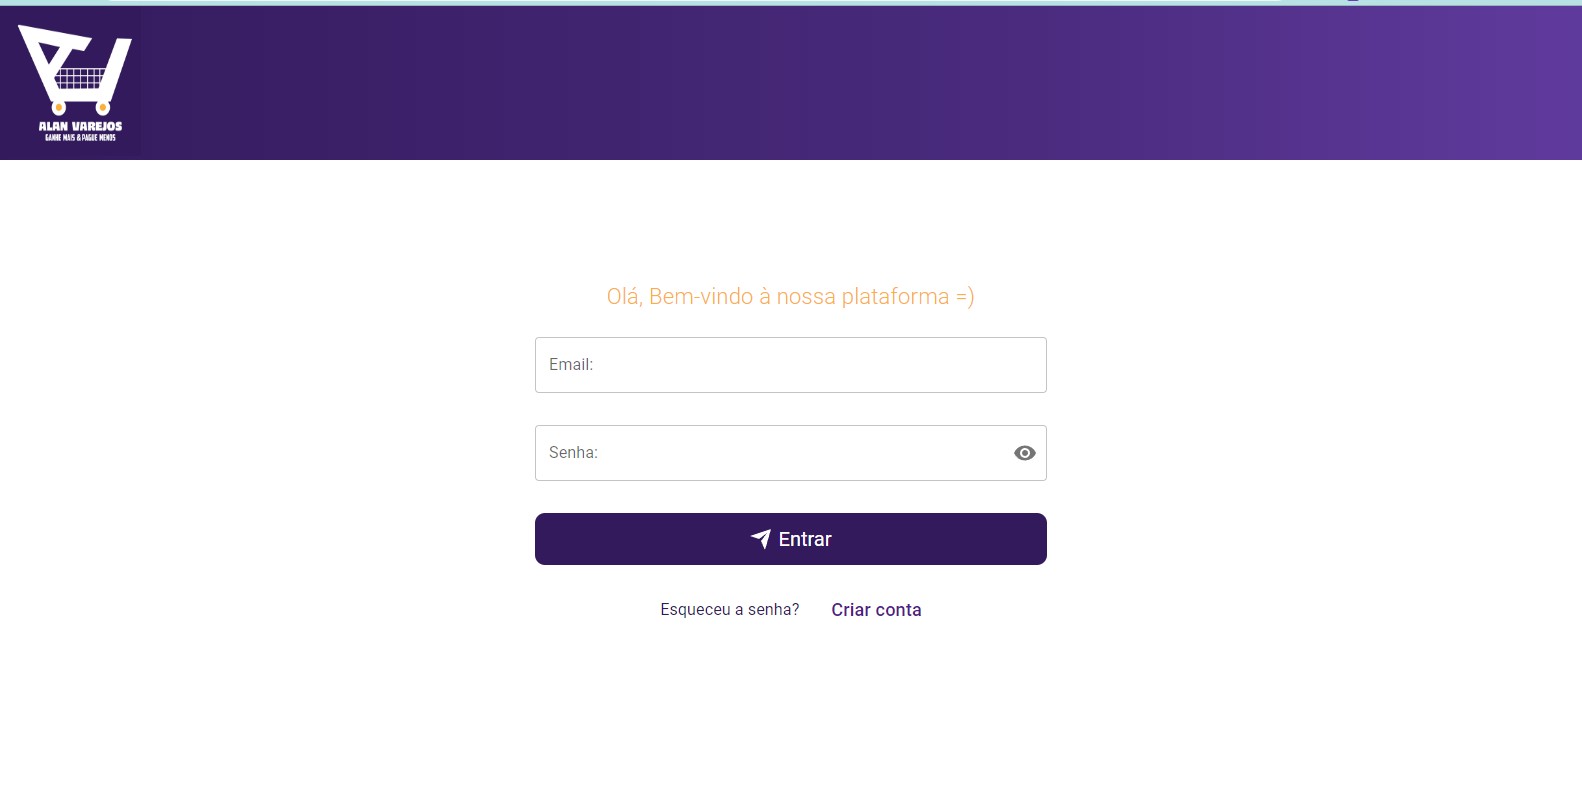 ALAN VAREJOS
GANHE MAIS & PAGUE MENOS
Olá, Bem-vindo à nossa plataforma =)
Email:
Senha:
Entrar
Esqueceu a senha? Criar conta